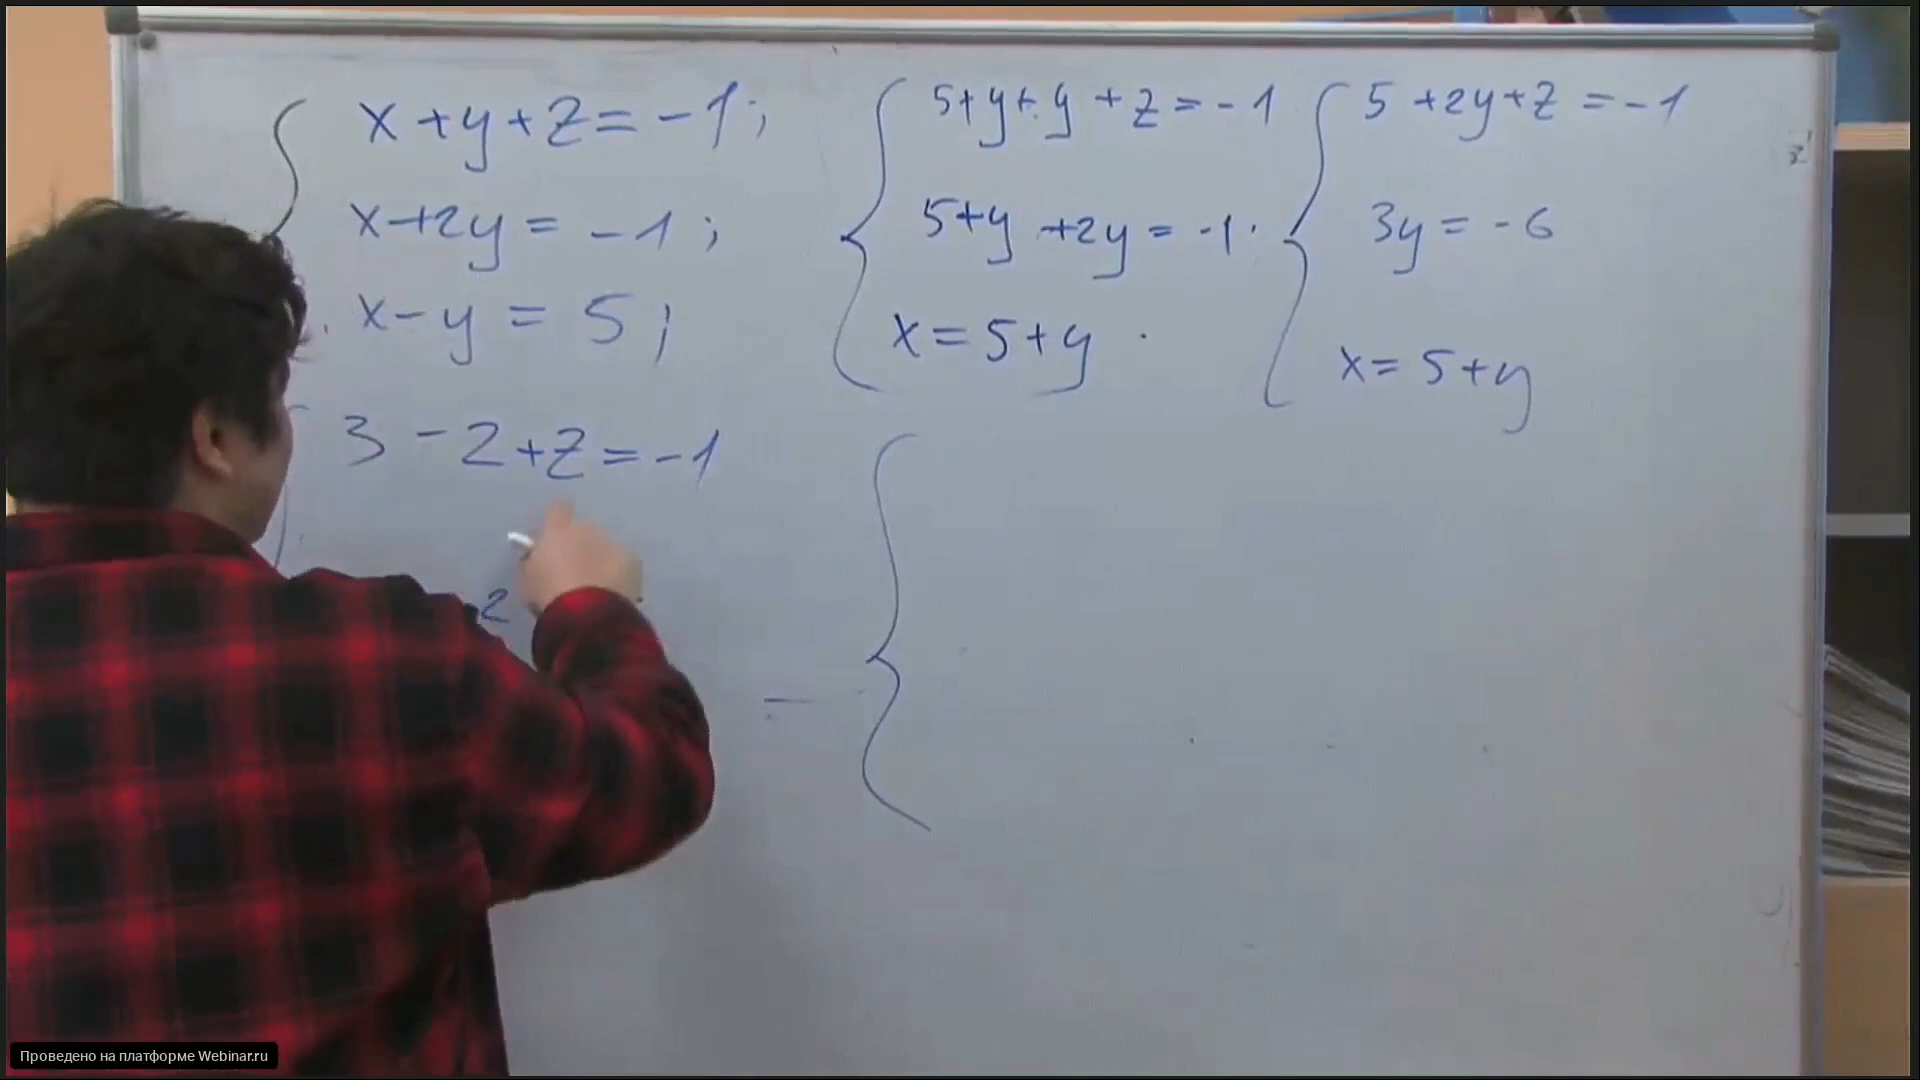 x+y+z=-1;
x+2y=-1;
x-y=5;
5+y+y+z=-1
5+y+2y=-1.
x=5+y
5+2y+z=-1
3y=-6
x=5+y
3-2+z=-1
2
Проведено на платформе Webinar.ru